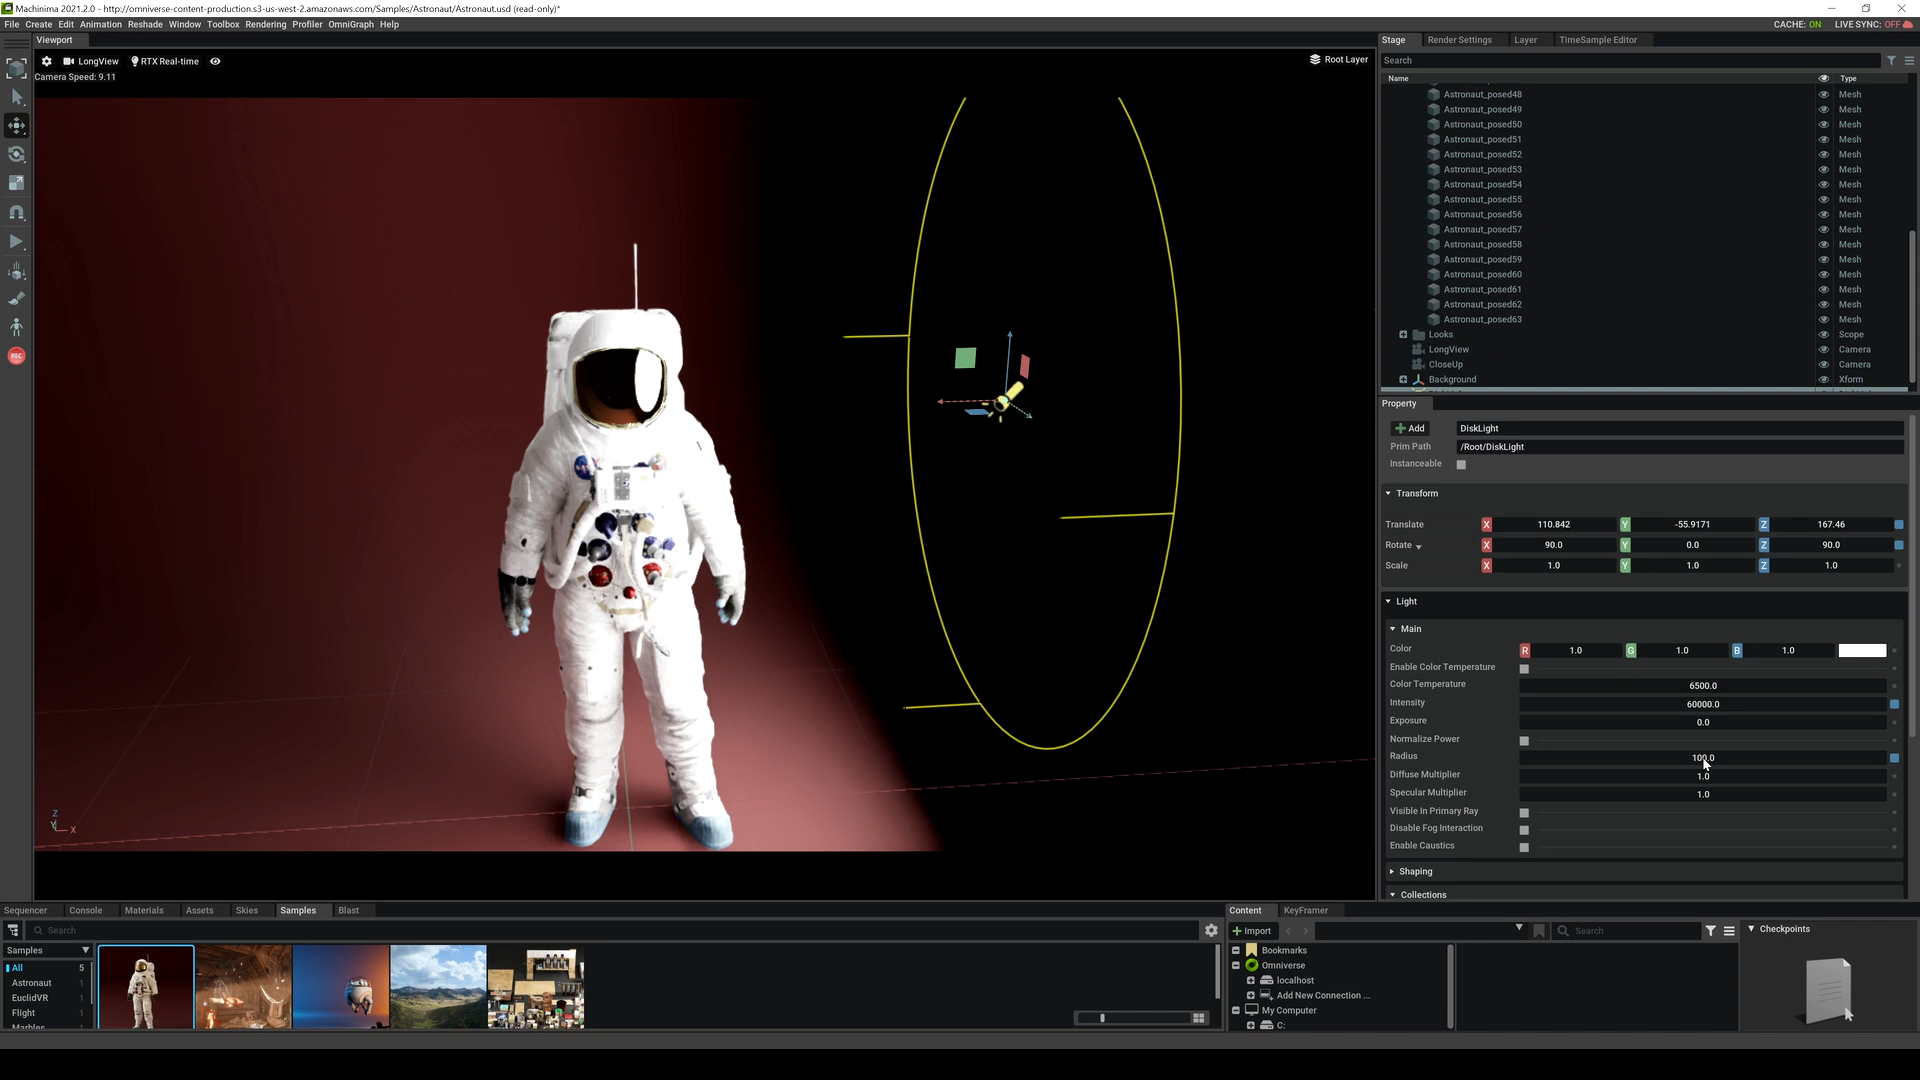 Machinima 2021.2.0 - http://omniverse-content-production.s3-us-west-2.amazonaws.com/Samples/Astronaut/Astronaut.usd (read-only)*
File Create Edit Animation Reshade Window Toolbox Rendering Profiler OmniGraph Help
CACHE: ON LIVE SYNC: OFF
Viewport
LongView RTX Real-time
Root Layer
Camera Speed: 9.11
Z
Y X
Stage Render Settings Layer TimeSample Editor
Search
Name Type
Astronaut_posed48 Mesh
Astronaut_posed49 Mesh
Astronaut_posed50 Mesh
Astronaut_posed51 Mesh
Astronaut_posed52 Mesh
Astronaut_posed53 Mesh
Astronaut_posed54 Mesh
Astronaut_posed55 Mesh
Astronaut_posed56 Mesh
Astronaut_posed57 Mesh
Astronaut_posed58 Mesh
Astronaut_posed59 Mesh
Astronaut_posed60 Mesh
Astronaut_posed61 Mesh
Astronaut_posed62 Mesh
Astronaut_posed63 Mesh
Looks Scope
LongView Camera
CloseUp Camera
Background Xform
Property
Add DiskLight
Prim Path /Root/DiskLight
Instanceable
Transform
Translate X 110.842 Y -55.9171 Z 167.46
Rotate X 90.0 Y 0.0 Z 90.0
Scale X 1.0 Y 1.0 Z 1.0
Light
Main
Color R 1.0 G 1.0 B 1.0
Enable Color Temperature
Color Temperature 6500.0
Intensity 60000.0
Exposure 0.0
Normalize Power
Radius 100.0
Diffuse Multiplier 1.0
Specular Multiplier 1.0
Visible In Primary Ray
Disable Fog Interaction
Enable Caustics
Shaping
Collections
REC
Sequencer Console Materials Assets Skies Samples Blast
Search
Samples
All 5
Astronaut 1
EuclidVR 1
Flight 1
Marbles
Content KeyFramer
Import
Search
Bookmarks
Omniverse
localhost
Add New Connection ...
My Computer
C:
Checkpoints